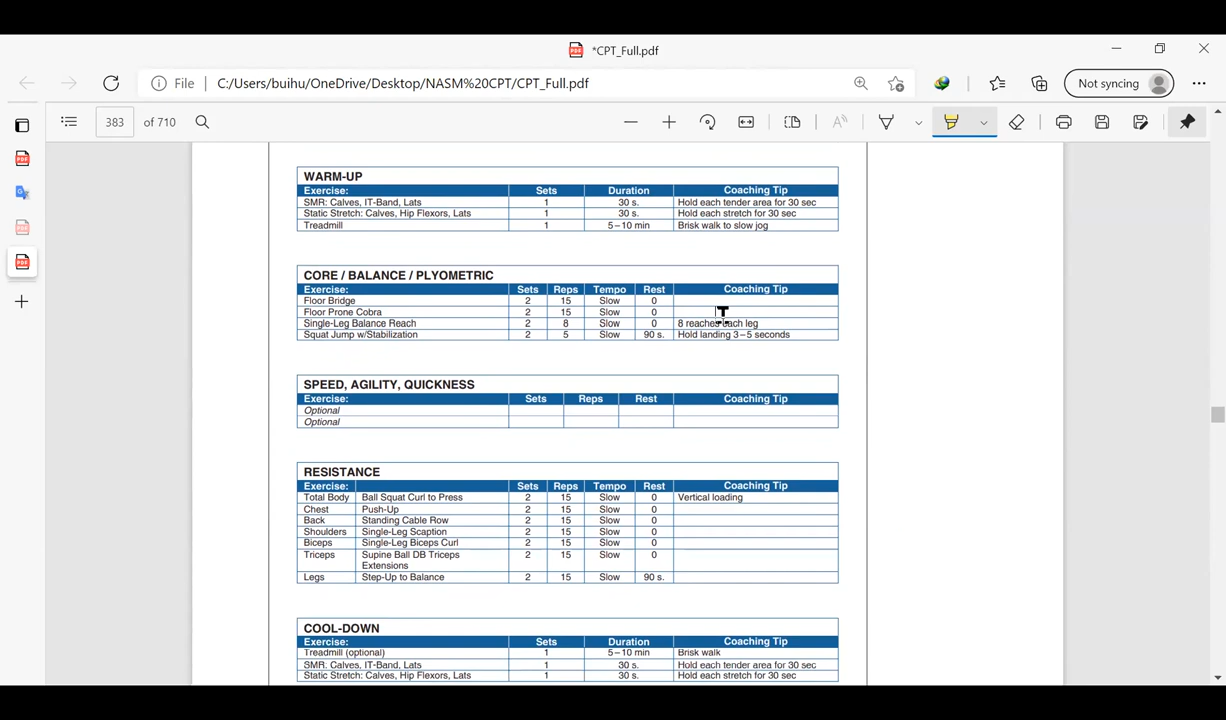 *CPT_Full.pdf
File | C:/Users/buihu/OneDrive/Desktop/NASM%20CPT/CPT_Full.pdf Not syncing
383 of 710
WARM-UP
Exercise: Sets Duration Coaching Tip
SMR: Calves, IT-Band, Lats 1 30 s. Hold each tender area for 30 sec
Static Stretch: Calves, Hip Flexors, Lats 1 30 s. Hold each stretch for 30 sec
Treadmill 1 5–10 min Brisk walk to slow jog
CORE / BALANCE / PLYOMETRIC
Exercise: Sets Reps Tempo Rest Coaching Tip
Floor Bridge 2 15 Slow 0
Floor Prone Cobra 2 15 Slow 0
Single-Leg Balance Reach 2 8 Slow 0 8 reaches each leg
Squat Jump w/Stabilization 2 5 Slow 90 s. Hold landing 3–5 seconds
SPEED, AGILITY, QUICKNESS
Exercise: Sets Reps Rest Coaching Tip
Optional
Optional
RESISTANCE
Exercise: Sets Reps Tempo Rest Coaching Tip
Total Body Ball Squat Curl to Press 2 15 Slow 0 Vertical loading
Chest Push-Up 2 15 Slow 0
Back Standing Cable Row 2 15 Slow 0
Shoulders Single-Leg Scaption 2 15 Slow 0
Biceps Single-Leg Biceps Curl 2 15 Slow 0
Triceps Supine Ball DB Triceps 2 15 Slow 0
Extensions
Legs Step-Up to Balance 2 15 Slow 90 s.
COOL-DOWN
Exercise: Sets Duration Coaching Tip
Treadmill (optional) 1 5–10 min Brisk walk
SMR: Calves, IT-Band, Lats 1 30 s. Hold each tender area for 30 sec
Static Stretch: Calves, Hip Flexors, Lats 1 30 s. Hold each stretch for 30 sec